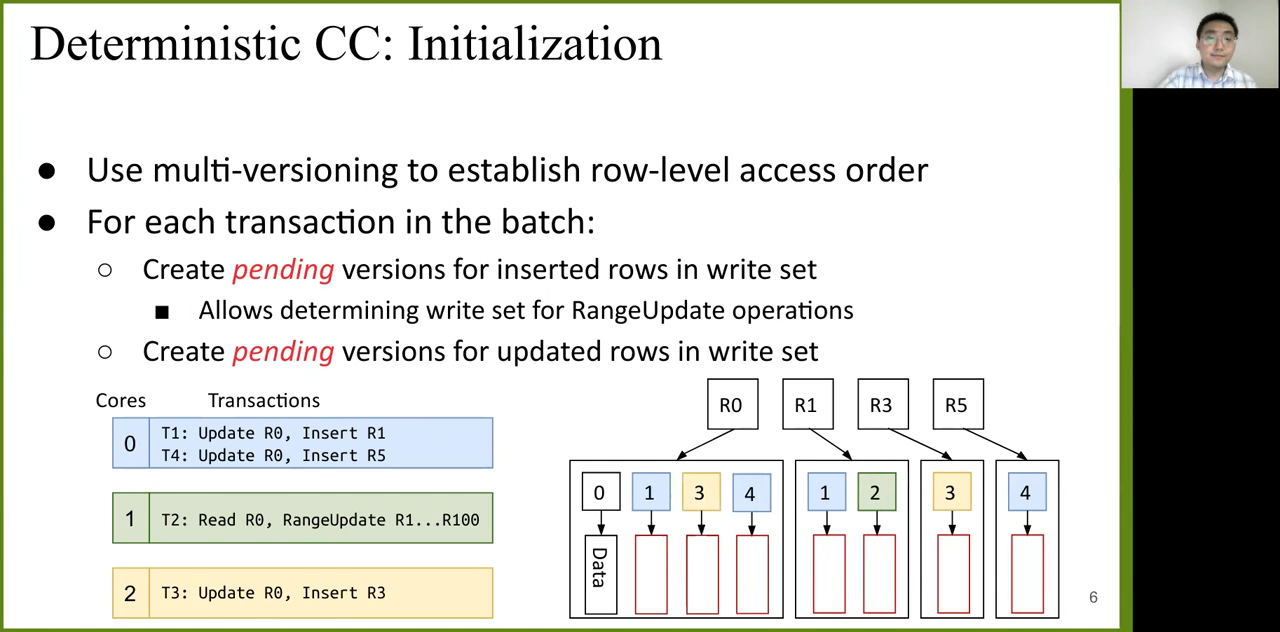 Deterministic CC: Initialization
● Use multi-versioning to establish row-level access order
● For each transaction in the batch:
○ Create pending versions for inserted rows in write set
■ Allows determining write set for RangeUpdate operations
○ Create pending versions for updated rows in write set
Cores Transactions
0 T1: Update R0, Insert R1
T4: Update R0, Insert R5
1 T2: Read R0, RangeUpdate R1...R100
2 T3: Update R0, Insert R3
R0 R1 R3 R5
0 1 3 4 1 2 3 4
Data
6